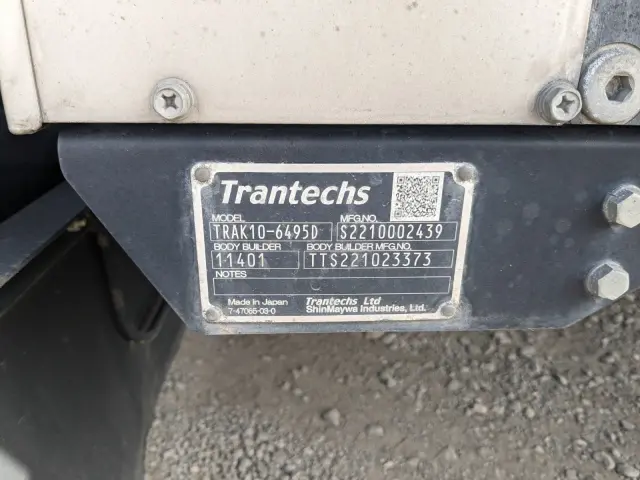 Trantechs
MODEL MFG.NO.
TRAK10-6495D S2210002439
BODY BUILDER BODY BUILDER MFG.NO.
11401 TTS221023373
NOTES
Made in Japan Trantechs Ltd
7-47065-03-0 ShinMaywa Industries, Ltd.